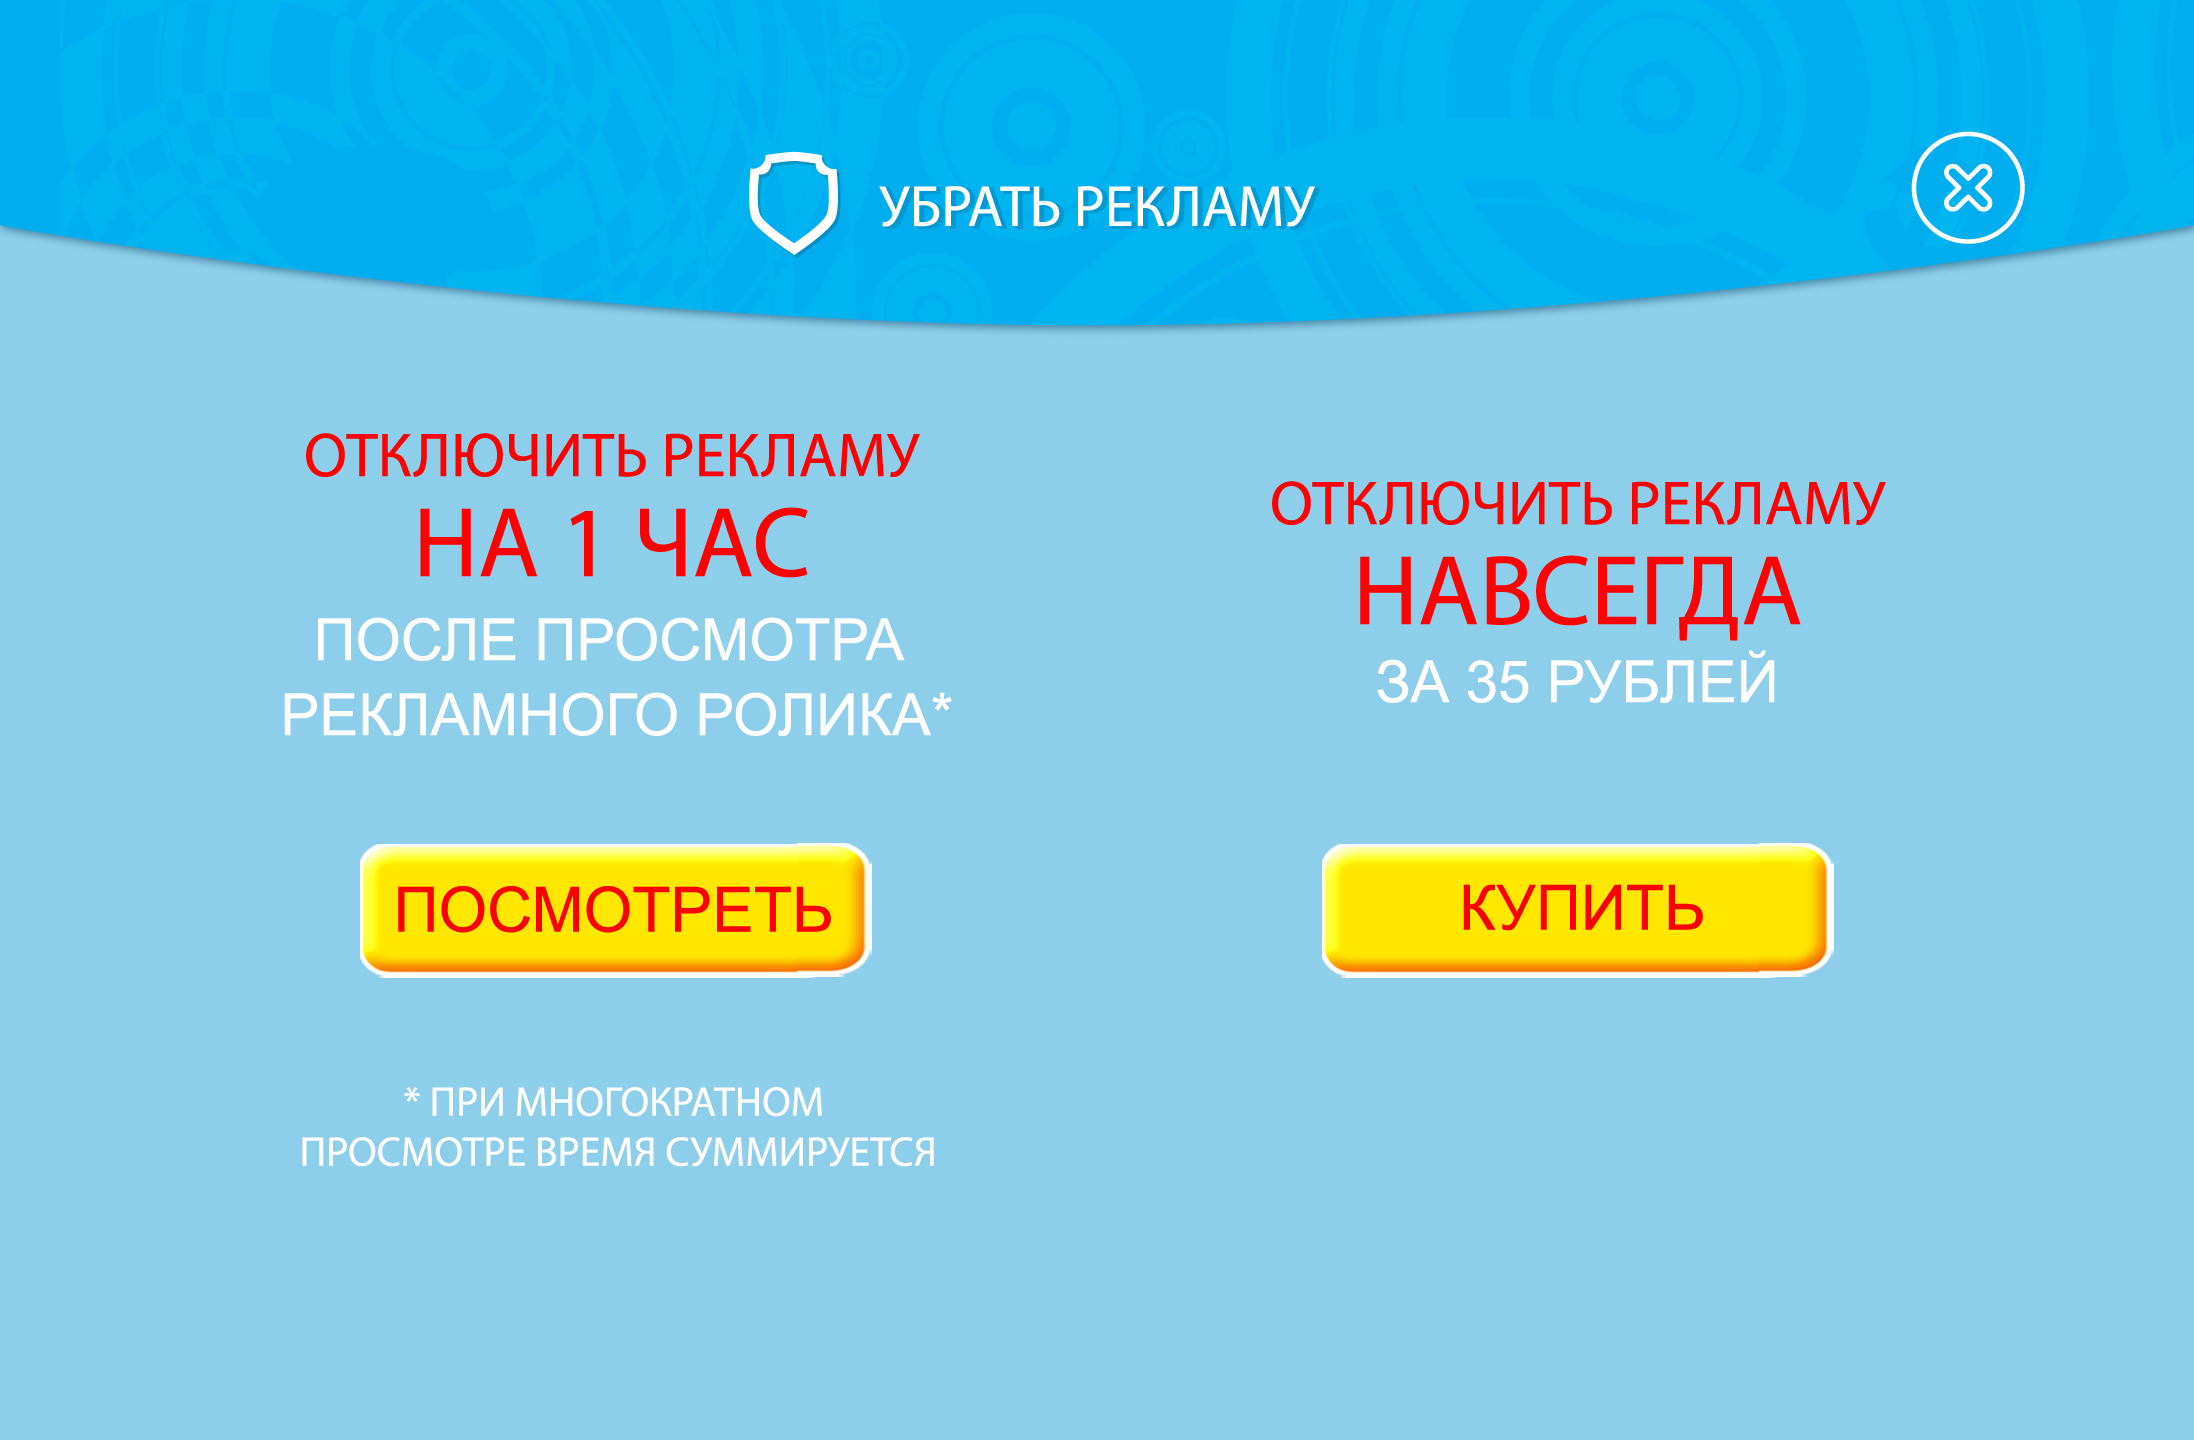 УБРАТЬ РЕКЛАМУ
ОТКЛЮЧИТЬ РЕКЛАМУ
НА 1 ЧАС
ПОСЛЕ ПРОСМОТРА
РЕКЛАМНОГО РОЛИКА*
ПОСМОТРЕТЬ
* ПРИ МНОГОКРАТНОМ
ПРОСМОТРЕ ВРЕМЯ СУММИРУЕТСЯ
ОТКЛЮЧИТЬ РЕКЛАМУ
НАВСЕГДА
ЗА 35 РУБЛЕЙ
КУПИТЬ